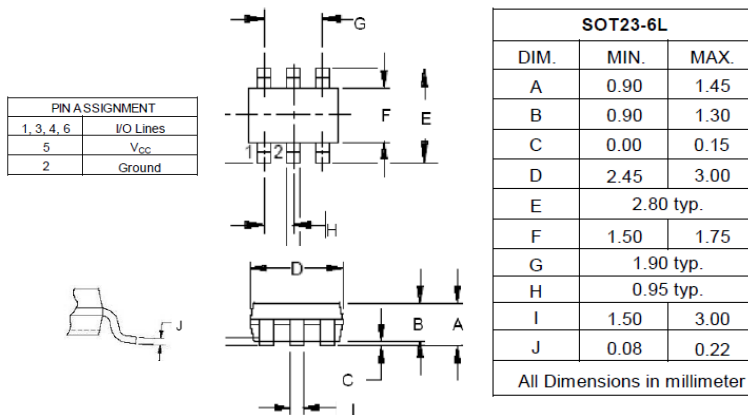 PIN ASSIGNMENT
1, 3, 4, 6 I/O Lines
5 VCC
2 Ground
G
F
E
1 2
H
D
J
B
A
C
I
SOT23-6L
DIM. MIN. MAX.
A 0.90 1.45
B 0.90 1.30
C 0.00 0.15
D 2.45 3.00
E 2.80 typ.
F 1.50 1.75
G 1.90 typ.
H 0.95 typ.
I 1.50 3.00
J 0.08 0.22
All Dimensions in millimeter